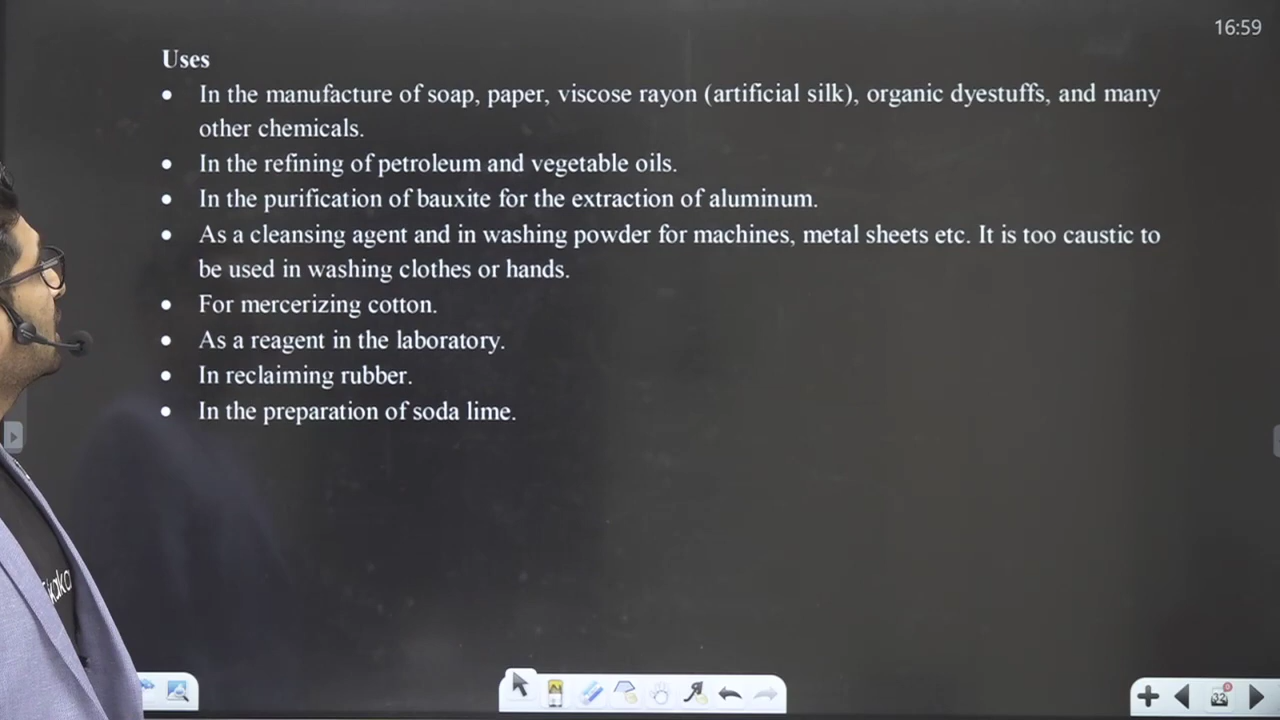 16:59
Uses
• In the manufacture of soap, paper, viscose rayon (artificial silk), organic dyestuffs, and many
other chemicals.
• In the refining of petroleum and vegetable oils.
• In the purification of bauxite for the extraction of aluminum.
• As a cleansing agent and in washing powder for machines, metal sheets etc. It is too caustic to
be used in washing clothes or hands.
• For mercerizing cotton.
• As a reagent in the laboratory.
• In reclaiming rubber.
• In the preparation of soda lime.
32